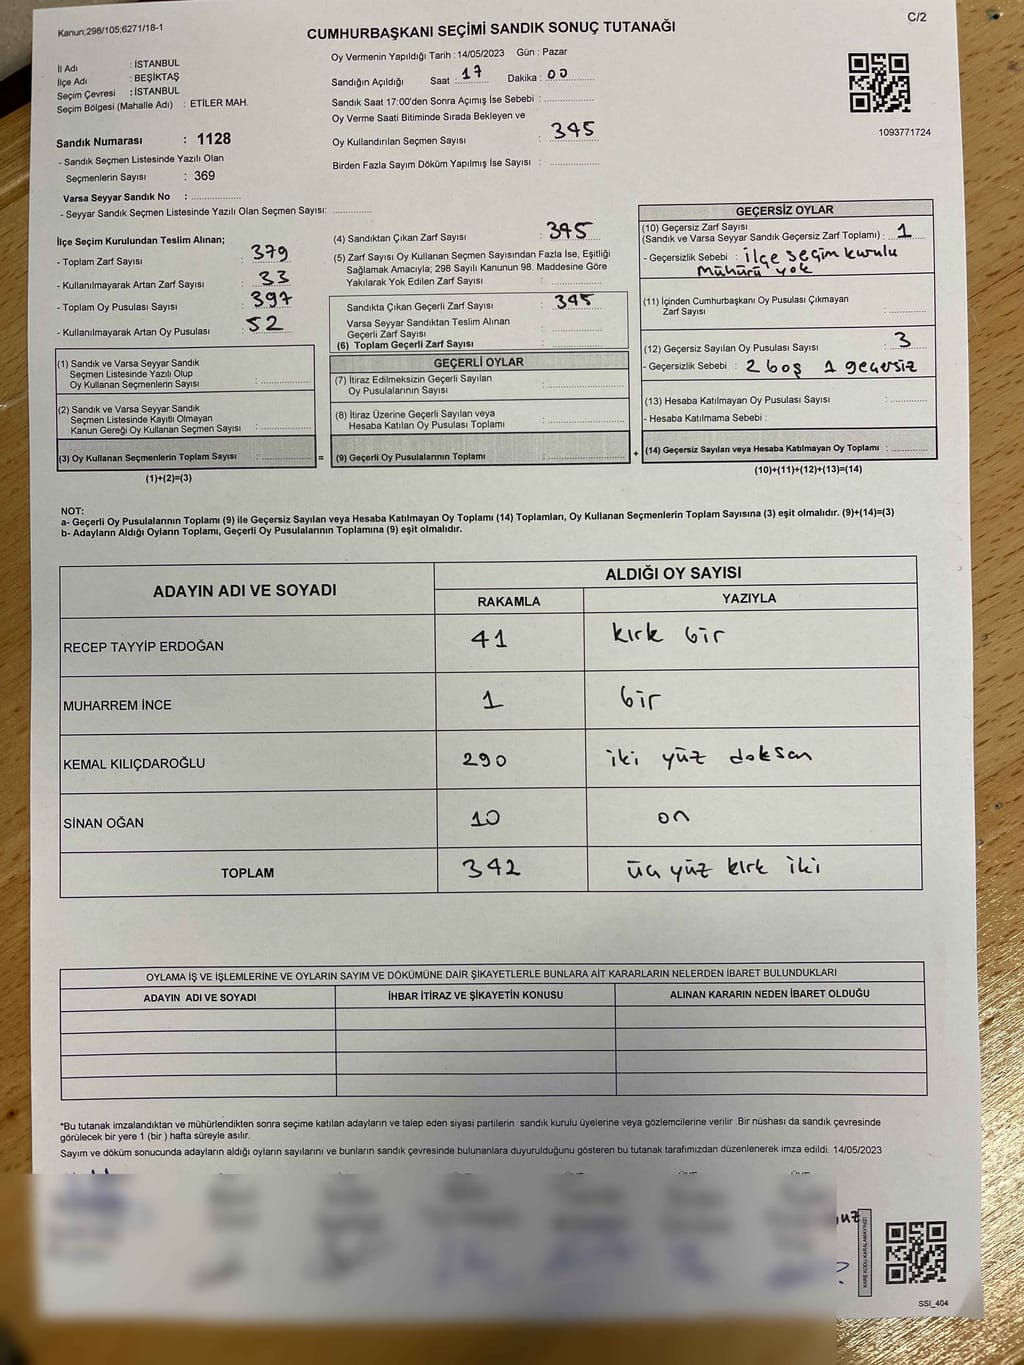 Kanun;298/105;6271/18-1
C/2
CUMHURBAŞKANI SEÇİMİ SANDIK SONUÇ TUTANAĞI
İl Adı : İSTANBUL
İlçe Adı : BEŞİKTAŞ
Seçim Çevresi : İSTANBUL
Seçim Bölgesi (Mahalle Adı) : ETİLER MAH.
Sandık Numarası : 1128
- Sandık Seçmen Listesinde Yazılı Olan
Seçmenlerin Sayısı : 369
Varsa Seyyar Sandık No : ....................
- Seyyar Sandık Seçmen Listesinde Yazılı Olan Seçmen Sayısı: ...............
Oy Vermenin Yapıldığı Tarih : 14/05/2023 Gün : Pazar
Sandığın Açıldığı Saat : 17 Dakika : 00
Sandık Saat 17:00'den Sonra Açımış İse Sebebi : ...................
Oy Verme Saati Bitiminde Sırada Bekleyen ve
Oy Kullandırılan Seçmen Sayısı : 345
Birden Fazla Sayım Döküm Yapılmış İse Sayısı : ...................
1093771724
İlçe Seçim Kurulundan Teslim Alınan;
- Toplam Zarf Sayısı : 379
- Kullanılmayarak Artan Zarf Sayısı : 33
- Toplam Oy Pusulası Sayısı : 397
- Kullanılmayarak Artan Oy Pusulası : 52
(1) Sandık ve Varsa Seyyar Sandık
Seçmen Listesinde Yazılı Olup
Oy Kullanan Seçmenlerin Sayısı : ...................
(2) Sandık ve Varsa Seyyar Sandık
Seçmen Listesinde Kayıtlı Olmayan
Kanun Gereği Oy Kullanan Seçmen Sayısı : ...................
(3) Oy Kullanan Seçmenlerin Toplam Sayısı : ...................
(1)+(2)=(3)
(4) Sandıktan Çıkan Zarf Sayısı : 345
(5) Zarf Sayısı Oy Kullanan Seçmen Sayısından Fazla İse, Eşitliği
Sağlamak Amacıyla; 298 Sayılı Kanunun 98. Maddesine Göre
Yakılarak Yok Edilen Zarf Sayısı : ...................
Sandıkta Çıkan Geçerli Zarf Sayısı : 345
Varsa Seyyar Sandıktan Teslim Alınan
Geçerli Zarf Sayısı : ...................
(6) Toplam Geçerli Zarf Sayısı : ...................
GEÇERLİ OYLAR
(7) İtiraz Edilmeksizin Geçerli Sayılan
Oy Pusulalarının Sayısı : ...................
(8) İtiraz Üzerine Geçerli Sayılan veya
Hesaba Katılan Oy Pusulası Toplamı : ...................
= (9) Geçerli Oy Pusulalarının Toplamı : ................... +
GEÇERSİZ OYLAR
(10) Geçersiz Zarf Sayısı
(Sandık ve Varsa Seyyar Sandık Geçersiz Zarf Toplamı) : 1
- Geçersizlik Sebebi : ilçe seçim kurulu
mühürü yok
(11) İçinden Cumhurbaşkanı Oy Pusulası Çıkmayan
Zarf Sayısı : ...............
(12) Geçersiz Sayılan Oy Pusulası Sayısı : 3
- Geçersizlik Sebebi : 2 boş 1 geçersiz
(13) Hesaba Katılmayan Oy Pusulası Sayısı : ...............
- Hesaba Katılmama Sebebi :
(14) Geçersiz Sayılan veya Hesaba Katılmayan Oy Toplamı : ...............
(10)+(11)+(12)+(13)=(14)
NOT:
a- Geçerli Oy Pusulalarının Toplamı (9) ile Geçersiz Sayılan veya Hesaba Katılmayan Oy Toplamı (14) Toplamları, Oy Kullanan Seçmenlerin Toplam Sayısına (3) eşit olmalıdır. (9)+(14)=(3)
b- Adayların Aldığı Oyların Toplamı, Geçerli Oy Pusulalarının Toplamına (9) eşit olmalıdır.
ADAYIN ADI VE SOYADI
ALDIĞI OY SAYISI
RAKAMLA YAZIYLA
RECEP TAYYİP ERDOĞAN 41 kırk bir
MUHARREM İNCE 1 bir
KEMAL KILIÇDAROĞLU 290 iki yüz doksan
SİNAN OĞAN 10 on
TOPLAM 342 üç yüz kırk iki
OYLAMA İŞ VE İŞLEMLERİNE VE OYLARIN SAYIM VE DÖKÜMÜNE DAİR ŞİKAYETLERLE BUNLARA AİT KARARLARIN NELERDEN İBARET BULUNDUKLARI
ADAYIN ADI VE SOYADI İHBAR İTİRAZ VE ŞİKAYETİN KONUSU ALINAN KARARIN NEDEN İBARET OLDUĞU
*Bu tutanak imzalandıktan ve mühürlendikten sonra seçime katılan adayların ve talep eden siyasi partilerin sandık kurulu üyelerine veya gözlemcilerine verilir .Bir nüshası da sandık çevresinde
görülecek bir yere 1 (bir ) hafta süreyle asılır.
Sayım ve döküm sonucunda adayların aldığı oyların sayılarını ve bunların sandık çevresinde bulunanlara duyurulduğunu gösteren bu tutanak tarafımızdan düzenlenerek imza edildi. 14/05/2023
KARE KODU KARALAMAYINIZ!
SSI_404